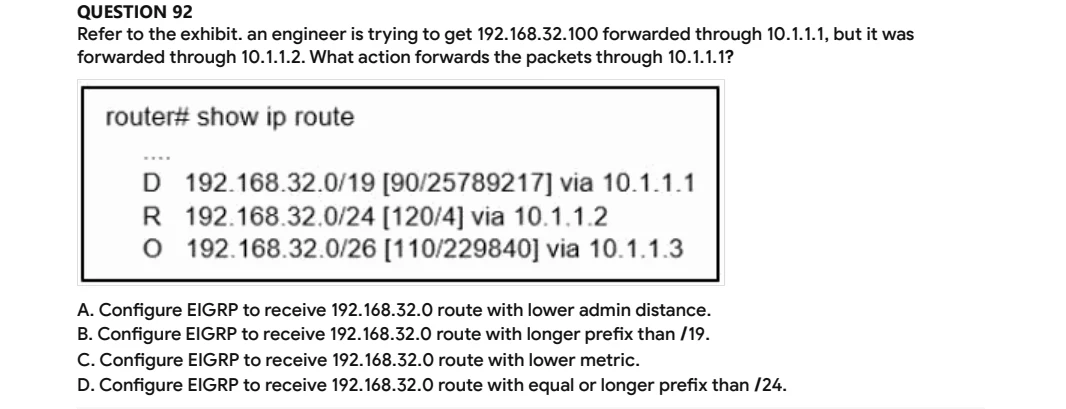 QUESTION 92
Refer to the exhibit. an engineer is trying to get 192.168.32.100 forwarded through 10.1.1.1, but it was
forwarded through 10.1.1.2. What action forwards the packets through 10.1.1.1?
router# show ip route
....
D 192.168.32.0/19 [90/25789217] via 10.1.1.1
R 192.168.32.0/24 [120/4] via 10.1.1.2
O 192.168.32.0/26 [110/229840] via 10.1.1.3
A. Configure EIGRP to receive 192.168.32.0 route with lower admin distance.
B. Configure EIGRP to receive 192.168.32.0 route with longer prefix than /19.
C. Configure EIGRP to receive 192.168.32.0 route with lower metric.
D. Configure EIGRP to receive 192.168.32.0 route with equal or longer prefix than /24.